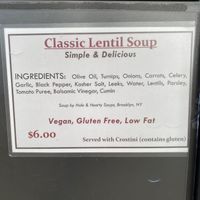 Classic Lentil Soup
Simple & Delicious
INGREDIENTS: Olive Oil, Turnips, Onions, Carrots, Celery,
Garlic, Black Pepper, Kosher Salt, Leeks, Water, Lentils, Parsley,
Tomato Puree, Balsamic Vinegar, Cumin
Soup by Hale & Hearty Soups, Brooklyn, NY
Vegan, Gluten Free, Low Fat
$6.00
Served with Crostini (contains gluten)